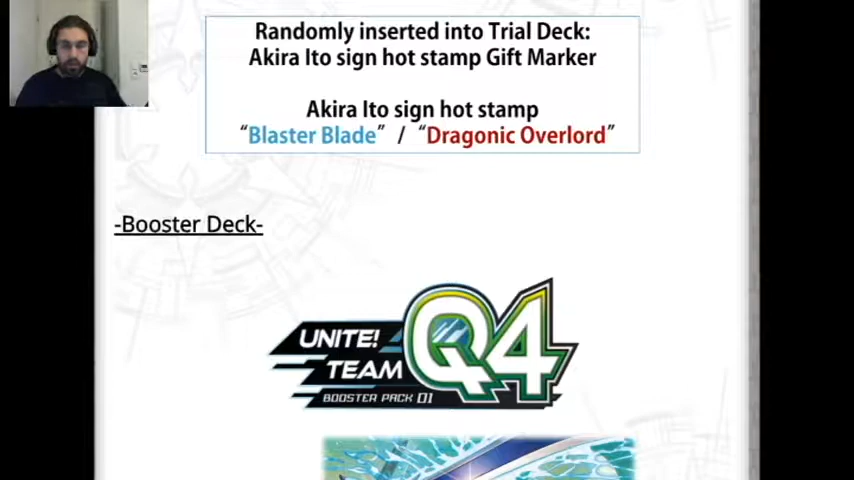 Randomly inserted into Trial Deck:
Akira Ito sign hot stamp Gift Marker
Akira Ito sign hot stamp
“Blaster Blade” / “Dragonic Overlord”
-Booster Deck-
UNITE!
TEAM
Q4
BOOSTER PACK 01